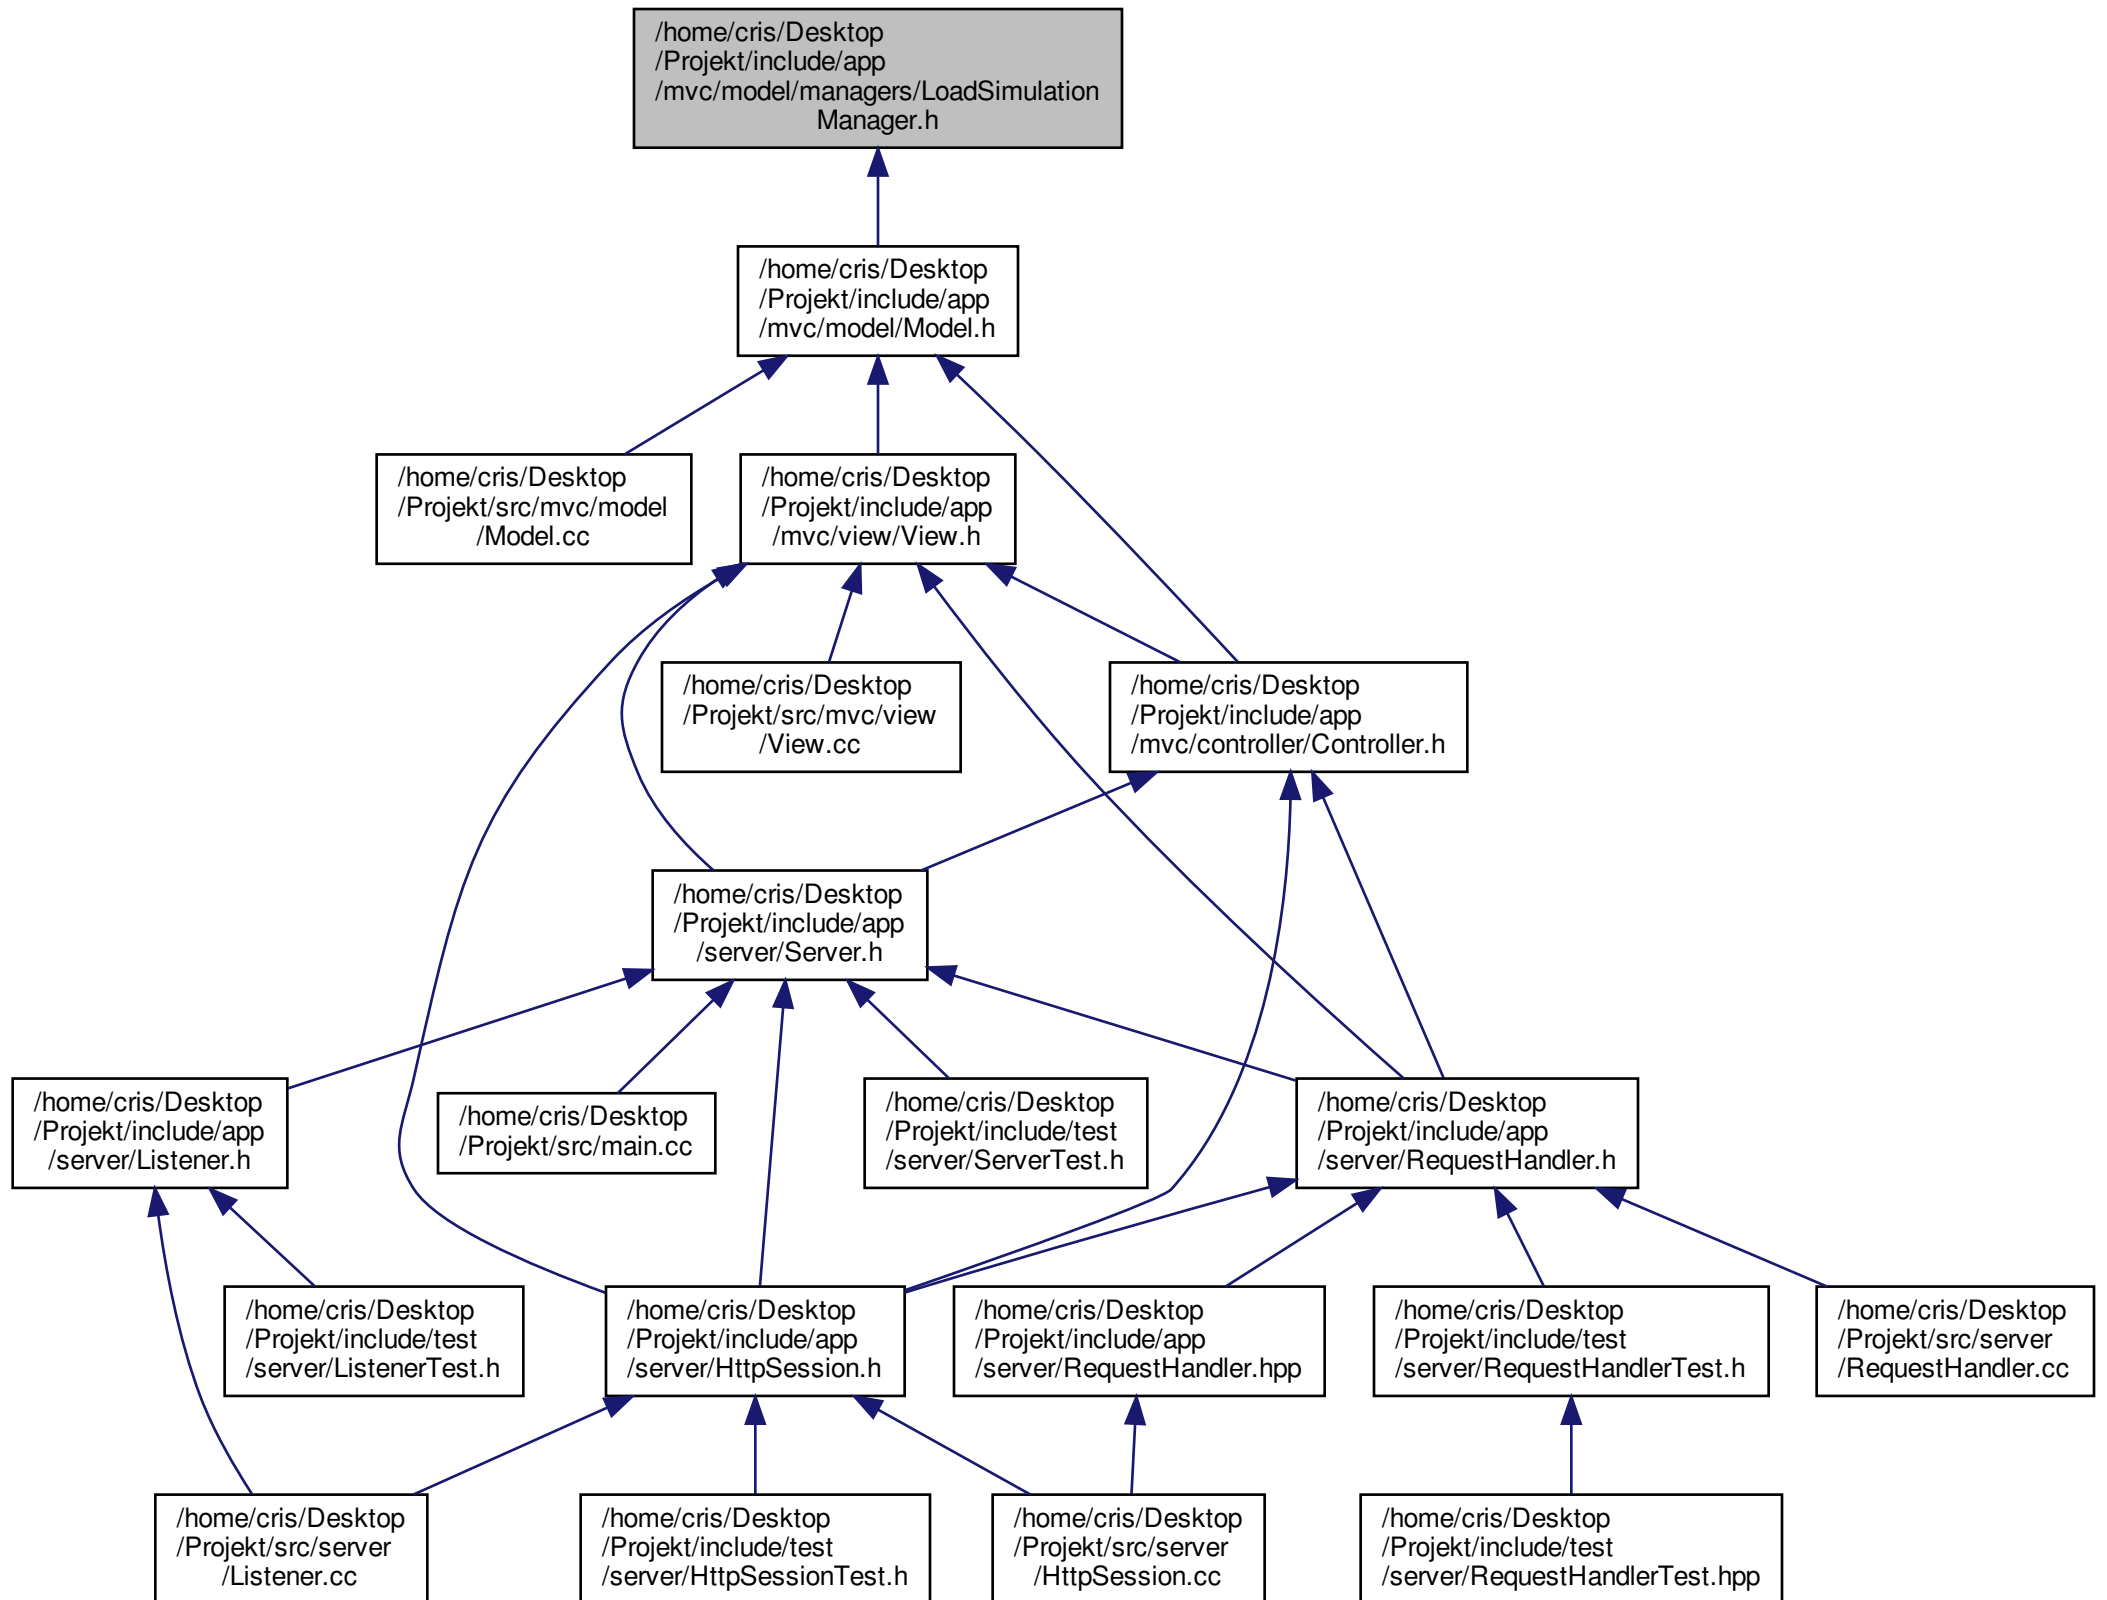 /home/cris/Desktop
/Projekt/include/app
/mvc/model/managers/LoadSimulation
Manager.h
/home/cris/Desktop
/Projekt/include/app
/mvc/model/Model.h
/home/cris/Desktop
/Projekt/src/mvc/model
/Model.cc
/home/cris/Desktop
/Projekt/include/app
/mvc/view/View.h
/home/cris/Desktop
/Projekt/src/mvc/view
/View.cc
/home/cris/Desktop
/Projekt/include/app
/mvc/controller/Controller.h
/home/cris/Desktop
/Projekt/include/app
/server/Server.h
/home/cris/Desktop
/Projekt/include/app
/server/Listener.h
/home/cris/Desktop
/Projekt/src/main.cc
/home/cris/Desktop
/Projekt/include/test
/server/ServerTest.h
/home/cris/Desktop
/Projekt/include/app
/server/RequestHandler.h
/home/cris/Desktop
/Projekt/include/test
/server/ListenerTest.h
/home/cris/Desktop
/Projekt/include/app
/server/HttpSession.h
/home/cris/Desktop
/Projekt/include/app
/server/RequestHandler.hpp
/home/cris/Desktop
/Projekt/include/test
/server/RequestHandlerTest.h
/home/cris/Desktop
/Projekt/src/server
/RequestHandler.cc
/home/cris/Desktop
/Projekt/src/server
/Listener.cc
/home/cris/Desktop
/Projekt/include/test
/server/HttpSessionTest.h
/home/cris/Desktop
/Projekt/src/server
/HttpSession.cc
/home/cris/Desktop
/Projekt/include/test
/server/RequestHandlerTest.hpp